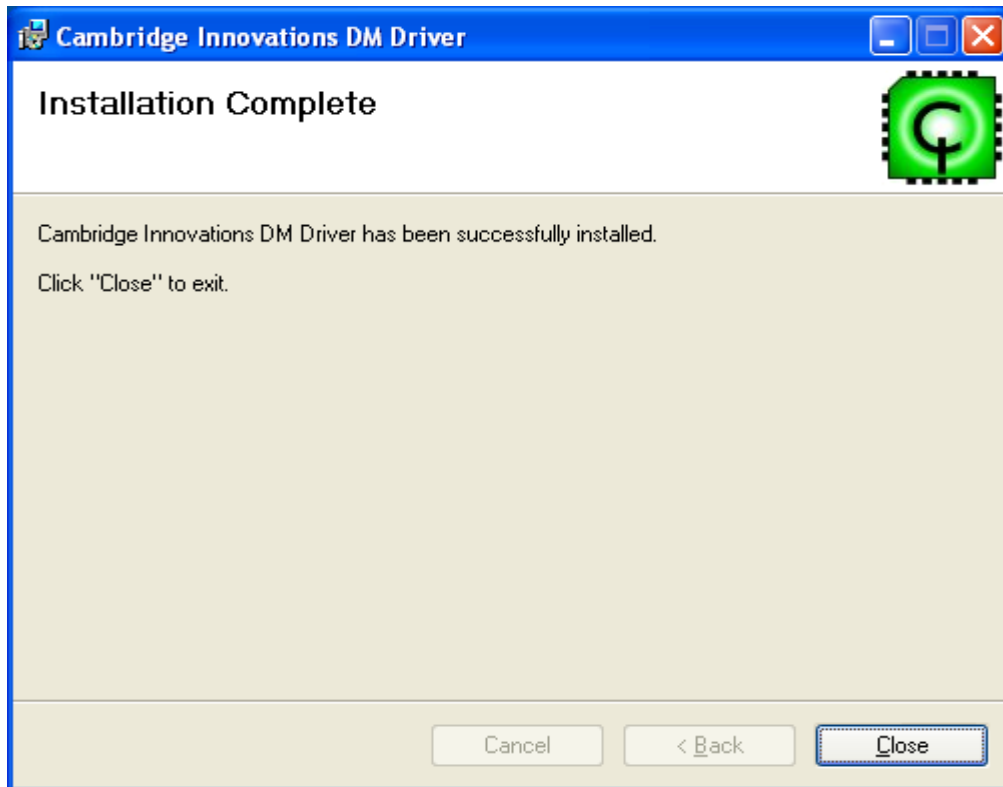 Cambridge Innovations DM Driver
Installation Complete
Cambridge Innovations DM Driver has been successfully installed.
Click "Close" to exit.
Cancel
< Back
Close